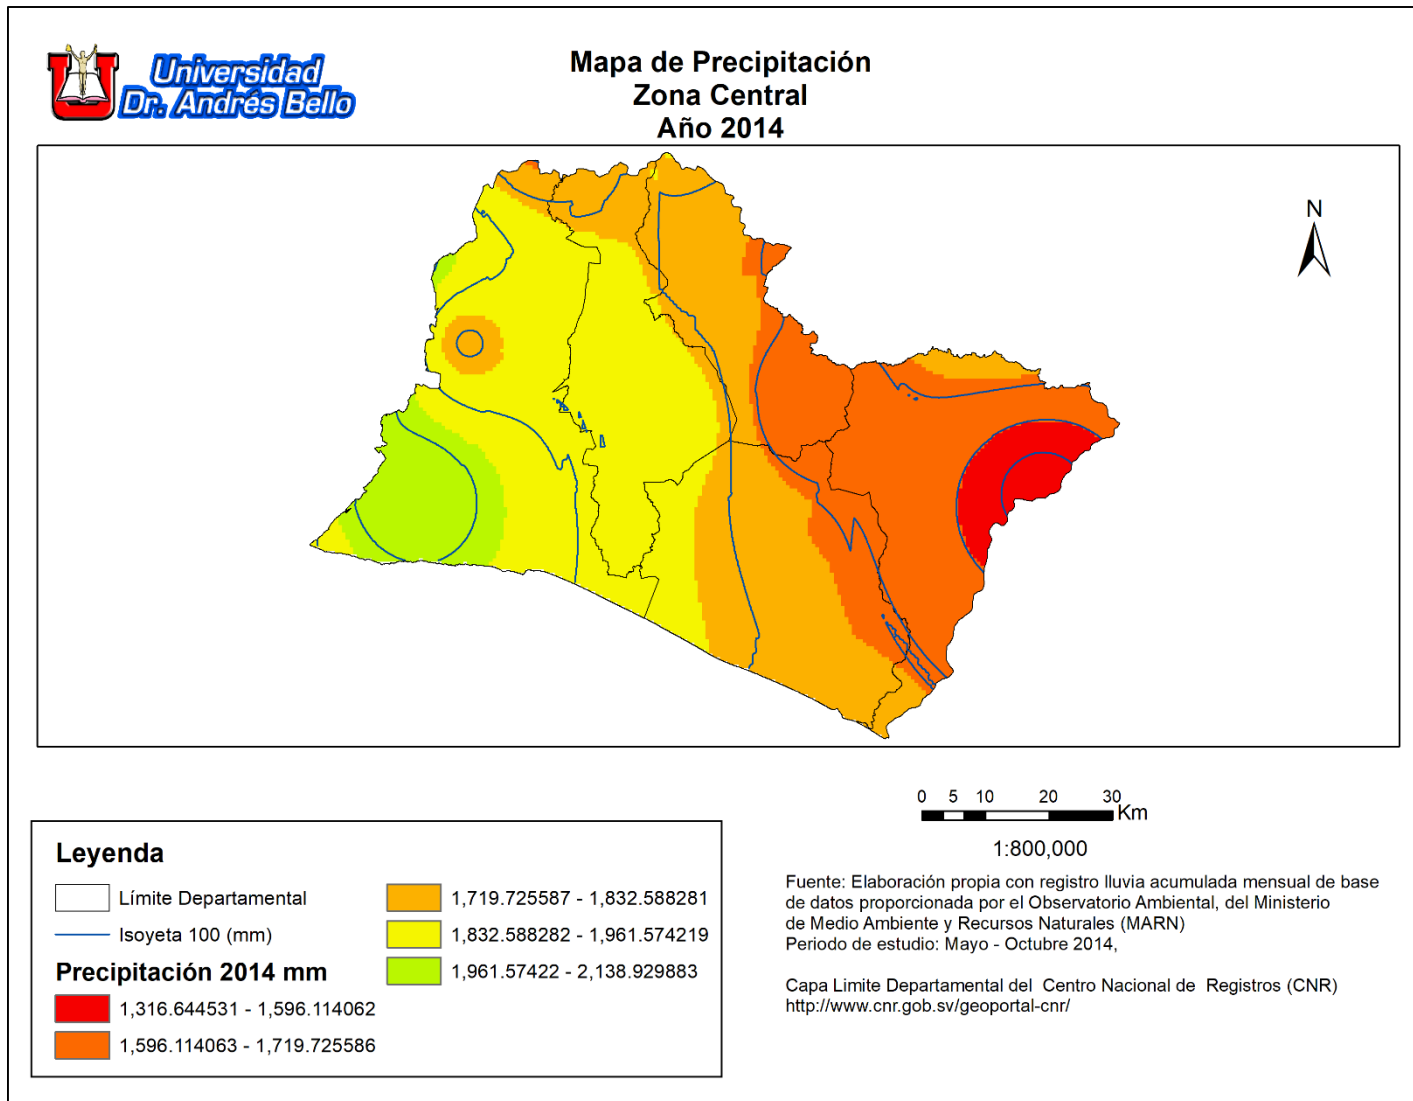 Universidad
Dr. Andrés Bello
Mapa de Precipitación
Zona Central
Año 2014
N
0 5 10 20 30
Km
1:800,000
Leyenda
Límite Departamental
Isoyeta 100 (mm)
Precipitación 2014 mm
1,316.644531 - 1,596.114062
1,596.114063 - 1,719.725586
1,719.725587 - 1,832.588281
1,832.588282 - 1,961.574219
1,961.57422 - 2,138.929883
Fuente: Elaboración propia con registro lluvia acumulada mensual de base
de datos proporcionada por el Observatorio Ambiental, del Ministerio
de Medio Ambiente y Recursos Naturales (MARN)
Periodo de estudio: Mayo - Octubre 2014,
Capa Limite Departamental del Centro Nacional de Registros (CNR)
http://www.cnr.gob.sv/geoportal-cnr/